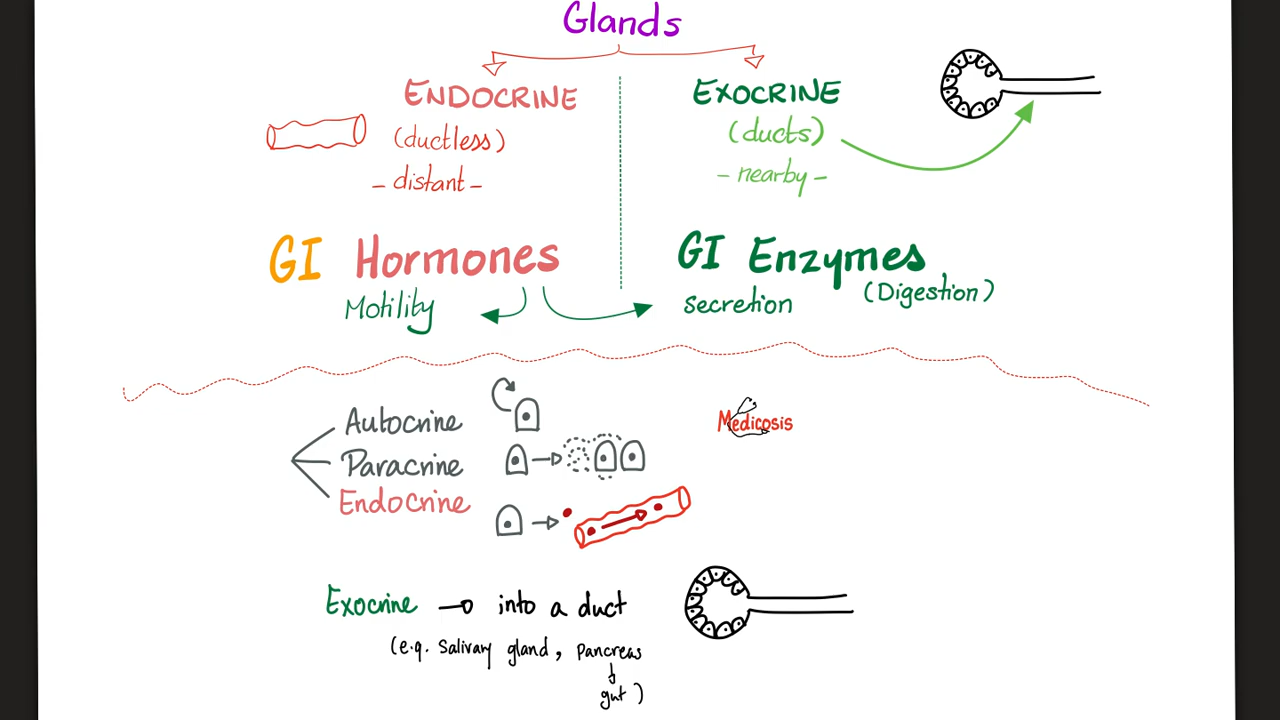 Glands
ENDOCRINE
(ductless)
- distant -
EXOCRINE
(ducts)
- nearby -
GI Hormones
Motility
GI Enzymes
secretion
(Digestion)
Autocrine
Paracrine
Endocrine
Medicosis
Exocrine → into a duct
(e.g. Salivary gland, Pancreas
↓
gut)